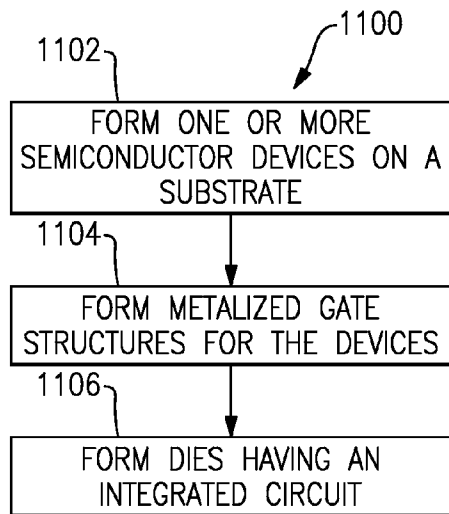 1100
1102
FORM ONE OR MORE
SEMICONDUCTOR DEVICES ON A
SUBSTRATE
1104
FORM METALIZED GATE
STRUCTURES FOR THE DEVICES
1106
FORM DIES HAVING AN
INTEGRATED CIRCUIT